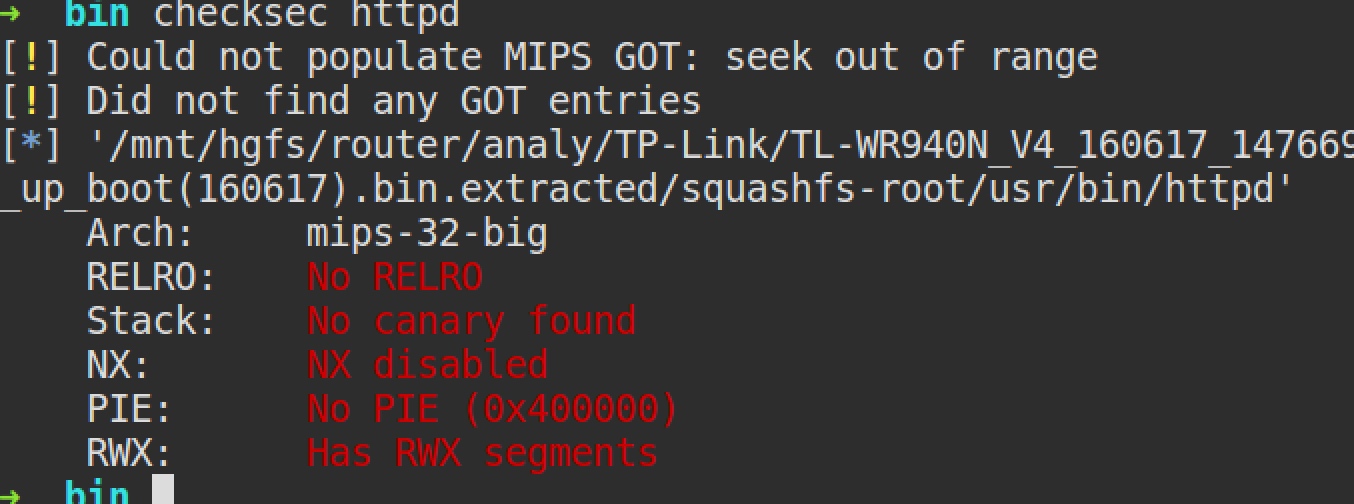 → bin checksec httpd
[!] Could not populate MIPS GOT: seek out of range
[!] Did not find any GOT entries
[*] '/mnt/hgfs/router/analy/TP-Link/TL-WR940N_V4_160617_147669
_up_boot(160617).bin.extracted/squashfs-root/usr/bin/httpd'
Arch: mips-32-big
RELRO: No RELRO
Stack: No canary found
NX: NX disabled
PIE: No PIE (0x400000)
RWX: Has RWX segments
→ bin